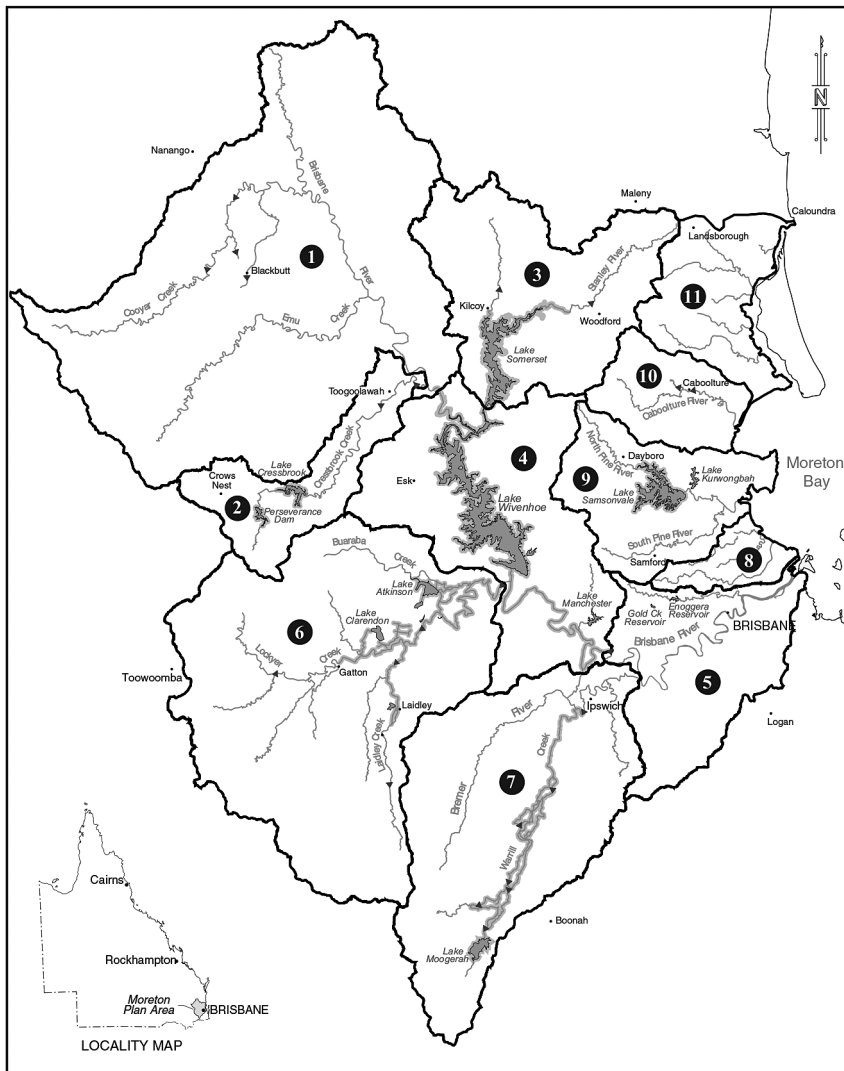 N
Nanango
Maleny
Caloundra
Landsborough
Brisbane
River
1
Blackbutt
Cooyar Creek
Emu
Creek
3
Stanley River
Kilcoy
Woodford
Lake
Somerset
11
10
Caboolture
Caboolture River
Toogoolawah
Cressbrook Creek
Lake
Cressbrook
Crows
Nest
2
Perseverance
Dam
Esk
4
Lake
Wivenhoe
North Pine River
Dayboro
9
Lake
Kurwongbah
Lake
Samsonvale
Moreton
Bay
South Pine River
Samford
8
Buaraba
Creek
Lake
Atkinson
Lake
Clarendon
6
Lockyer
Creek
Gatton
Toowoomba
Laidley
Laidley Creek
Lake
Manchester
Gold Ck
Reservoir
Enoggera
Reservoir
BRISBANE
Brisbane River
5
Logan
Ipswich
River
Bremer
Creek
7
Warrill
Boonah
Lake
Moogerah
Cairns
Rockhampton
Moreton
Plan Area
BRISBANE
LOCALITY MAP